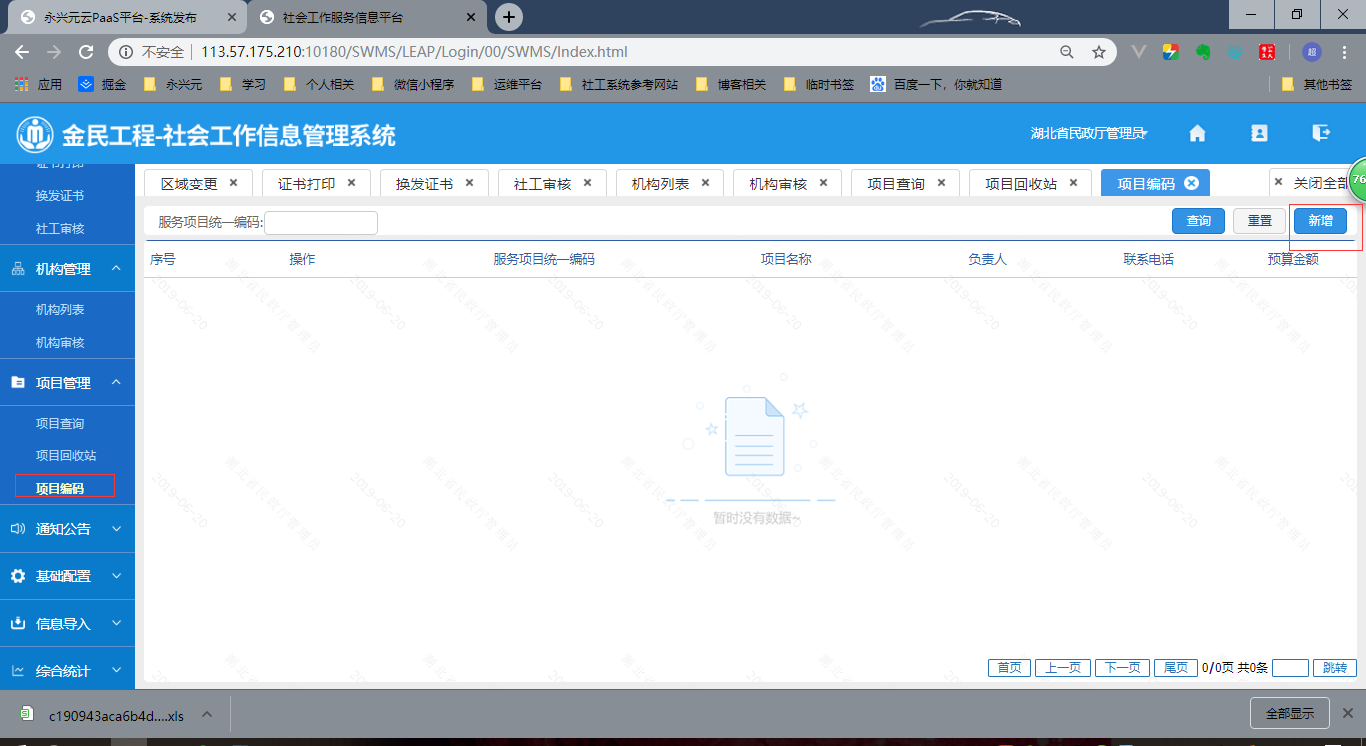 永兴元云PaaS平台-系统发布
社会工作服务信息平台
不安全 113.57.175.210:10180/SWMS/LEAP/Login/00/SWMS/Index.html
超
应用 掘金 永兴元 学习 个人相关 微信小程序 运维平台 社工系统参考网站 博客相关 临时书签 百度一下，你就知道 其他书签
金民工程-社会工作信息管理系统
湖北省民政厅管理员
证书打印
换发证书
社工审核
机构管理
机构列表
机构审核
项目管理
项目查询
项目回收站
项目编码
通知公告
基础配置
信息导入
综合统计
区域变更 证书打印 换发证书 社工审核 机构列表 机构审核 项目查询 项目回收站 项目编码 关闭全部
76
服务项目统一编码: 查询 重置 新增
序号 操作 服务项目统一编码 项目名称 负责人 联系电话 预算金额
湖北省民政厅管理员
2019-06-20
暂时没有数据~
首页 上一页 下一页 尾页 0/0页 共0条 跳转
c190943aca6b4d....xls
全部显示